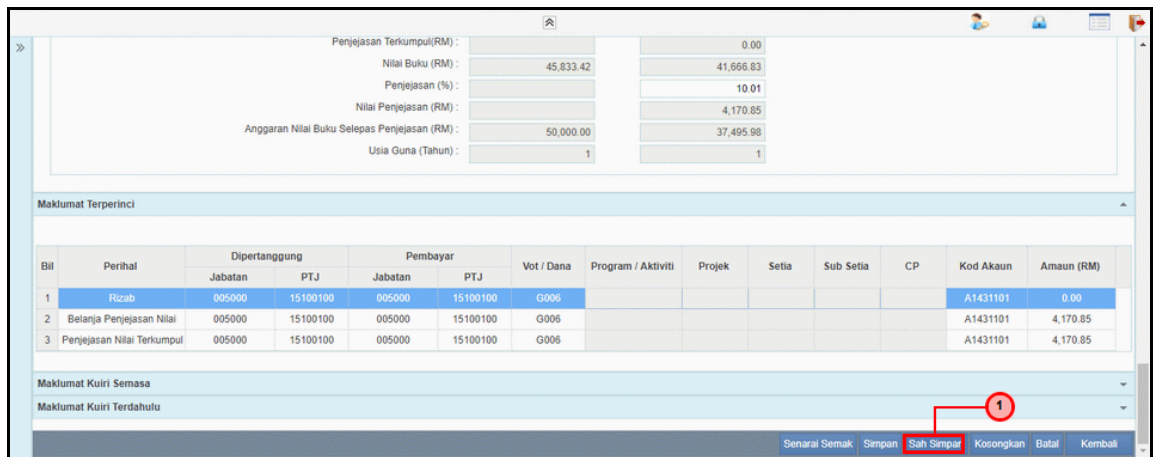 Penjejasan Terkumpul(RM) : 0.00
Nilai Buku (RM) : 45,833.42 41,666.83
Penjejasan (%) : 10.01
Nilai Penjejasan (RM) : 4,170.85
Anggaran Nilai Buku Selepas Penjejasan (RM) : 50,000.00 37,495.98
Usia Guna (Tahun) : 1 1
Maklumat Terperinci
Bil Perihal Dipertanggung Pembayar Vot / Dana Program / Aktiviti Projek Setia Sub Setia CP Kod Akaun Amaun (RM)
Jabatan PTJ Jabatan PTJ
1 Rizab 005000 15100100 005000 15100100 G006 A1431101 0.00
2 Belanja Penjejasan Nilai 005000 15100100 005000 15100100 G006 A1431101 4,170.85
3 Penjejasan Nilai Terkumpul 005000 15100100 005000 15100100 G006 A1431101 4,170.85
Maklumat Kuiri Semasa
Maklumat Kuiri Terdahulu
1
Senarai Semak Simpan Sah Simpan Kosongkan Batal Kembali